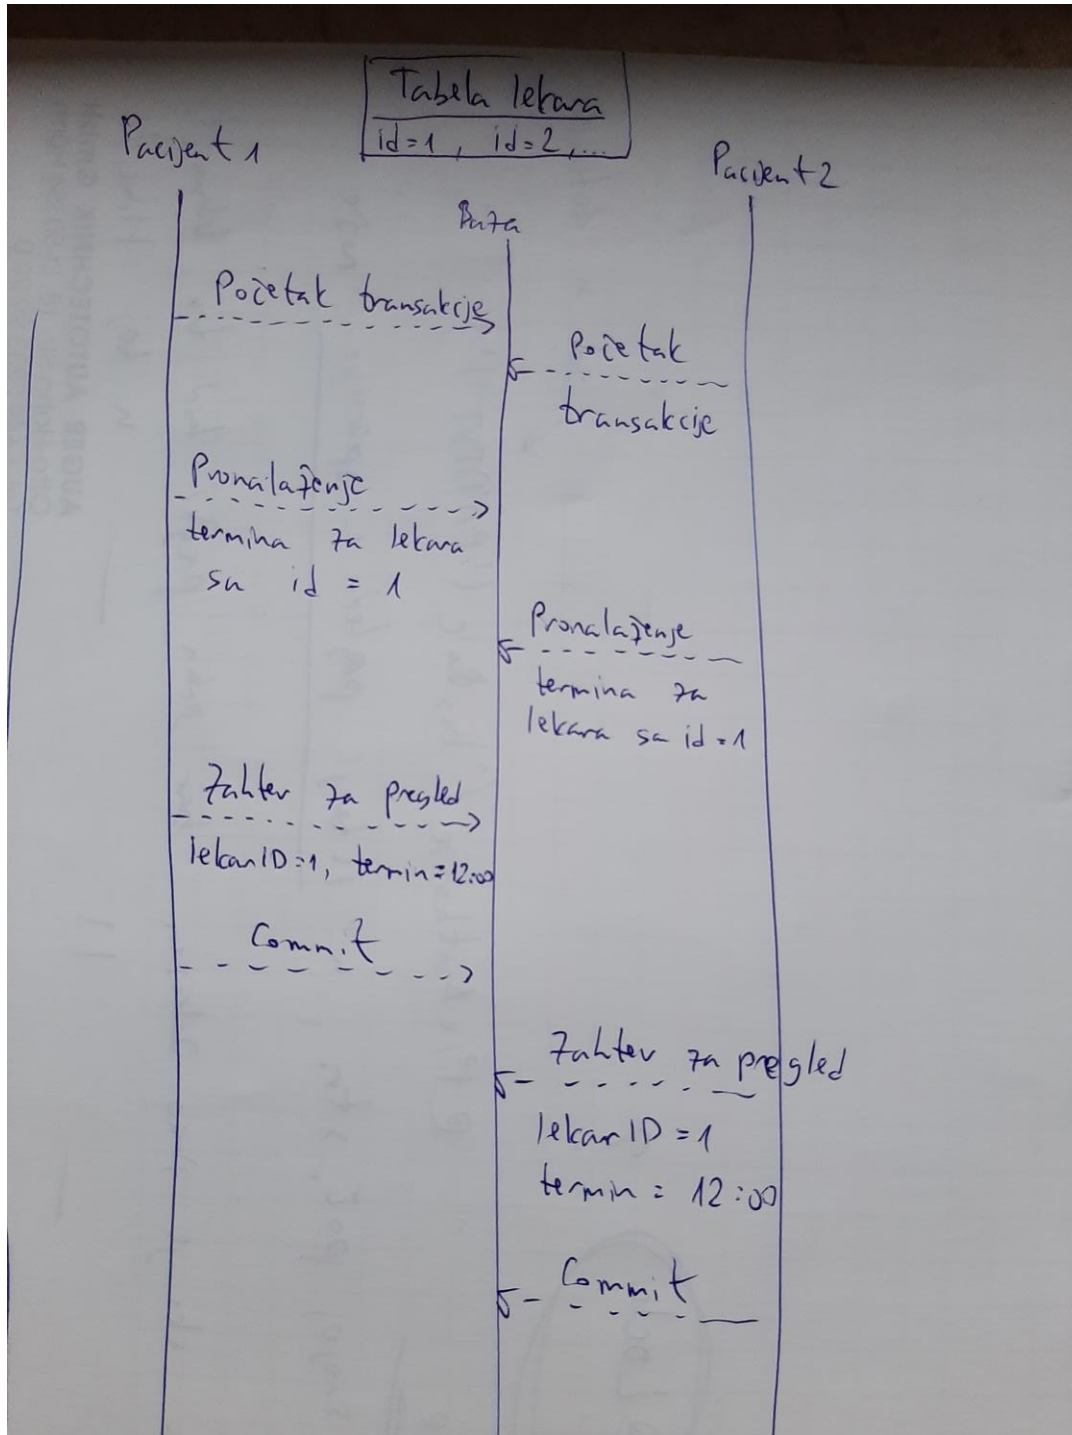 Tabela lekara
id=1, id=2,...
Pacijent 1
Pacijent 2
Baza
Početak transakcije
Početak
transakcije
Pronalaženje
termina za lekara
sa id = 1
Pronalaženje
termina za
lekara sa id=1
Zahtev za pregled
lekarID=1, termin=12:00
Commit
Zahtev za pregled
lekarID=1
termin = 12:00
Commit